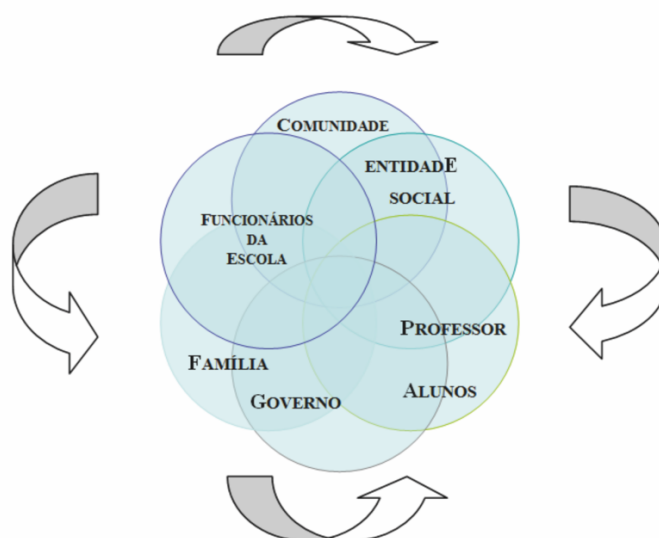 COMUNIDADE
ENTIDADE
SOCIAL
FUNCIONÁRIOS
DA
ESCOLA
PROFESSOR
FAMÍLIA
ALUNOS
GOVERNO